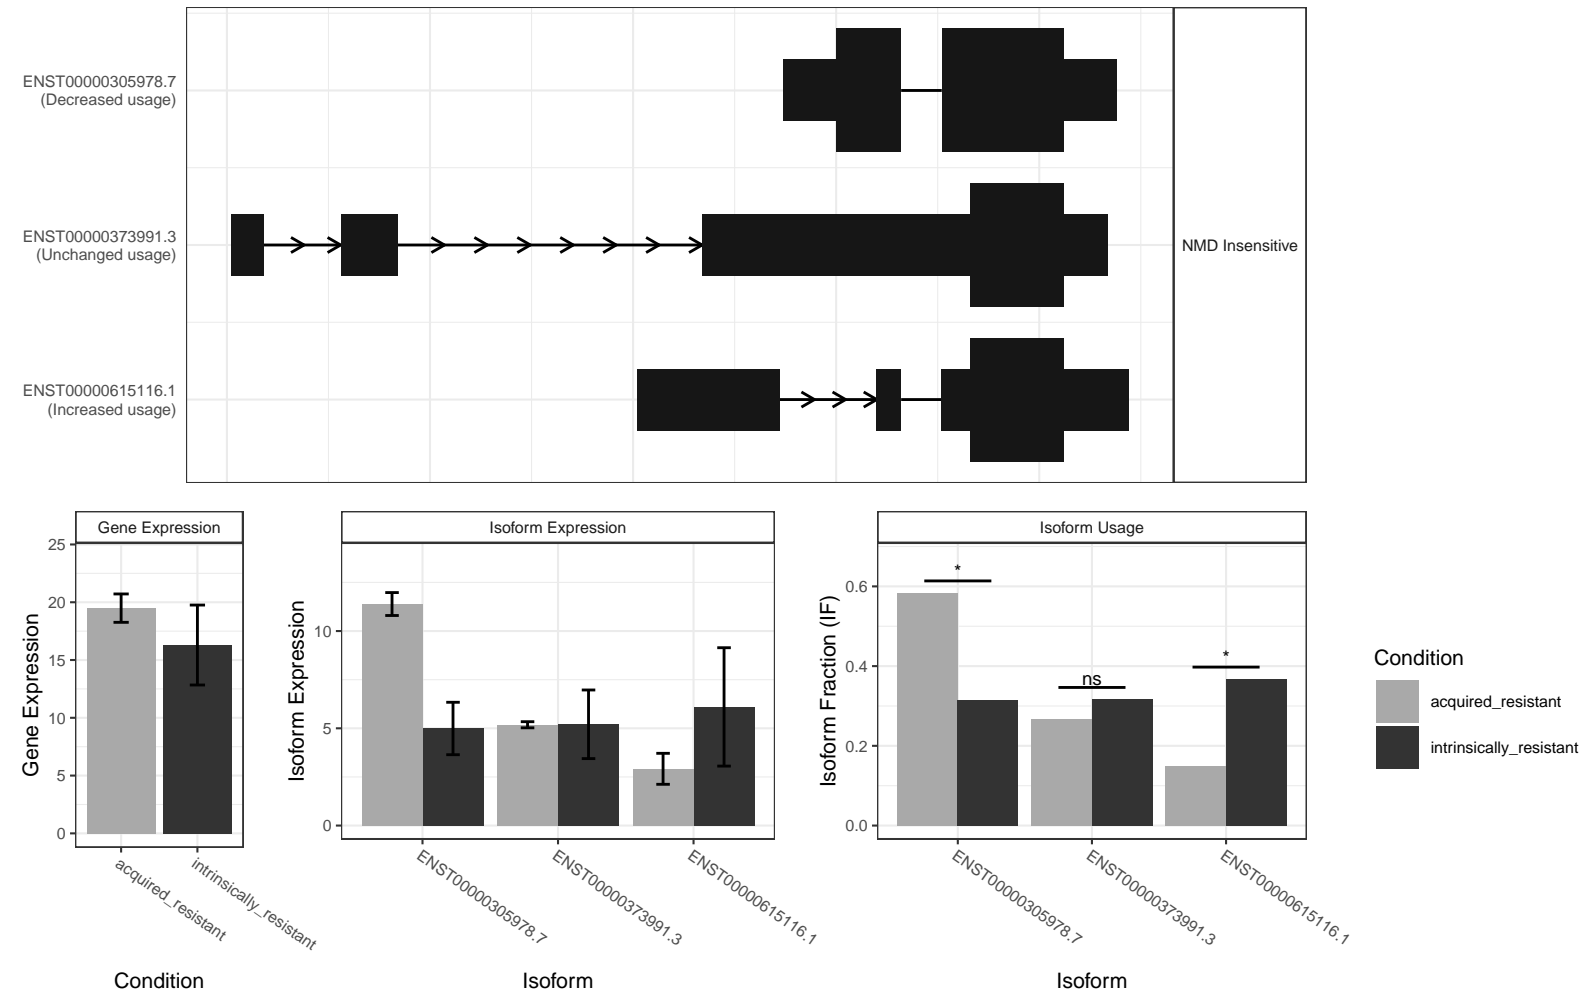 ENST00000305978.7
(Decreased usage)
ENST00000373991.3
(Unchanged usage)
ENST00000615116.1
(Increased usage)
NMD Insensitive
Gene Expression
Gene Expression
25
20
15
10
5
0
acquired_resistant
intrinsically_resistant
Condition
Isoform Expression
Isoform Expression
10
5
0
ENST00000305978.7
ENST00000373991.3
ENST00000615116.1
Isoform
Isoform Usage
Isoform Fraction (IF)
0.6
0.4
0.2
0.0
*
ns
*
ENST00000305978.7
ENST00000373991.3
ENST00000615116.1
Isoform
Condition
acquired_resistant
intrinsically_resistant